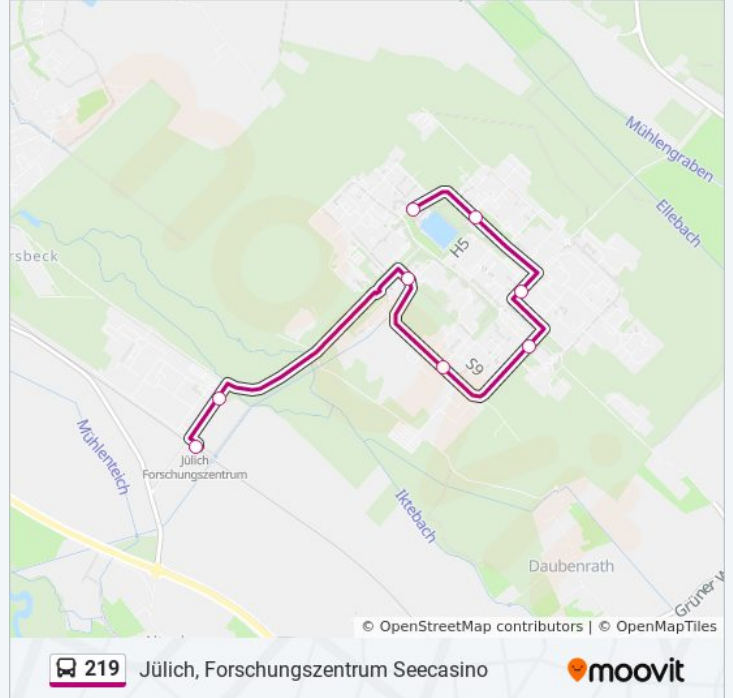 Mühlengraben
Ellebach
rsbeck
H5
S9
Mühlenteich
Jülich
Forschungszentrum
Iktebach
Daubenrath
Grüner W
© OpenStreetMap contributors | © OpenMapTiles
219 Jülich, Forschungszentrum Seecasino
moovit